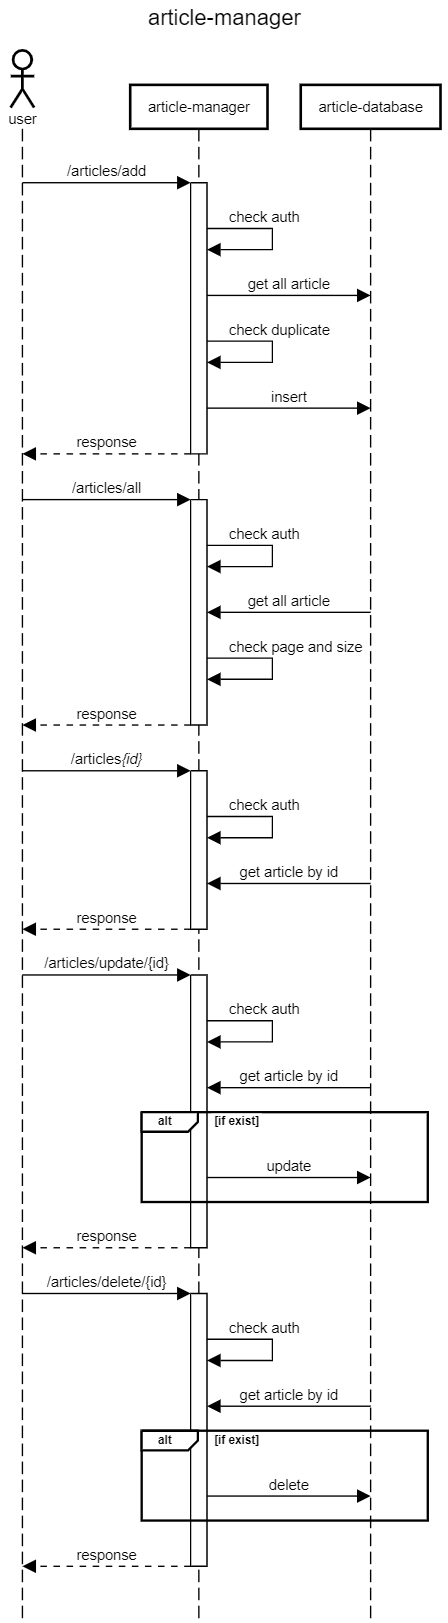 article-manager
user
article-manager
article-database
/articles/add
check auth
get all article
check duplicate
insert
response
/articles/all
check auth
get all article
check page and size
response
/articles{id}
check auth
get article by id
response
/articles/update/{id}
check auth
get article by id
alt
[if exist]
update
response
/articles/delete/{id}
check auth
get article by id
alt
[if exist]
delete
response